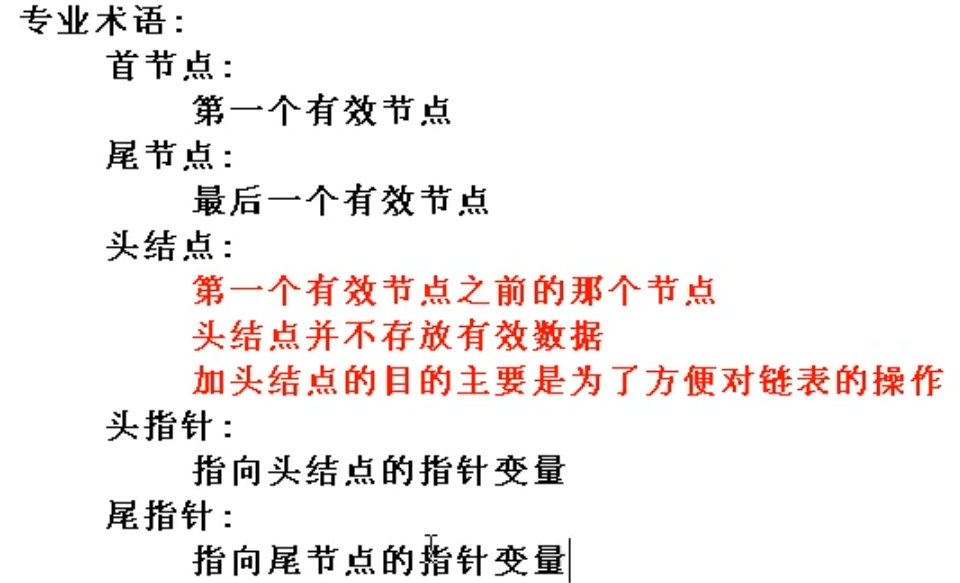 专业术语:
首节点:
第一个有效节点
尾节点:
最后一个有效节点
头结点:
第一个有效节点之前的那个节点
头结点并不存放有效数据
加头结点的目的主要是为了方便对链表的操作
头指针:
指向头结点的指针变量
尾指针:
指向尾节点的指针变量